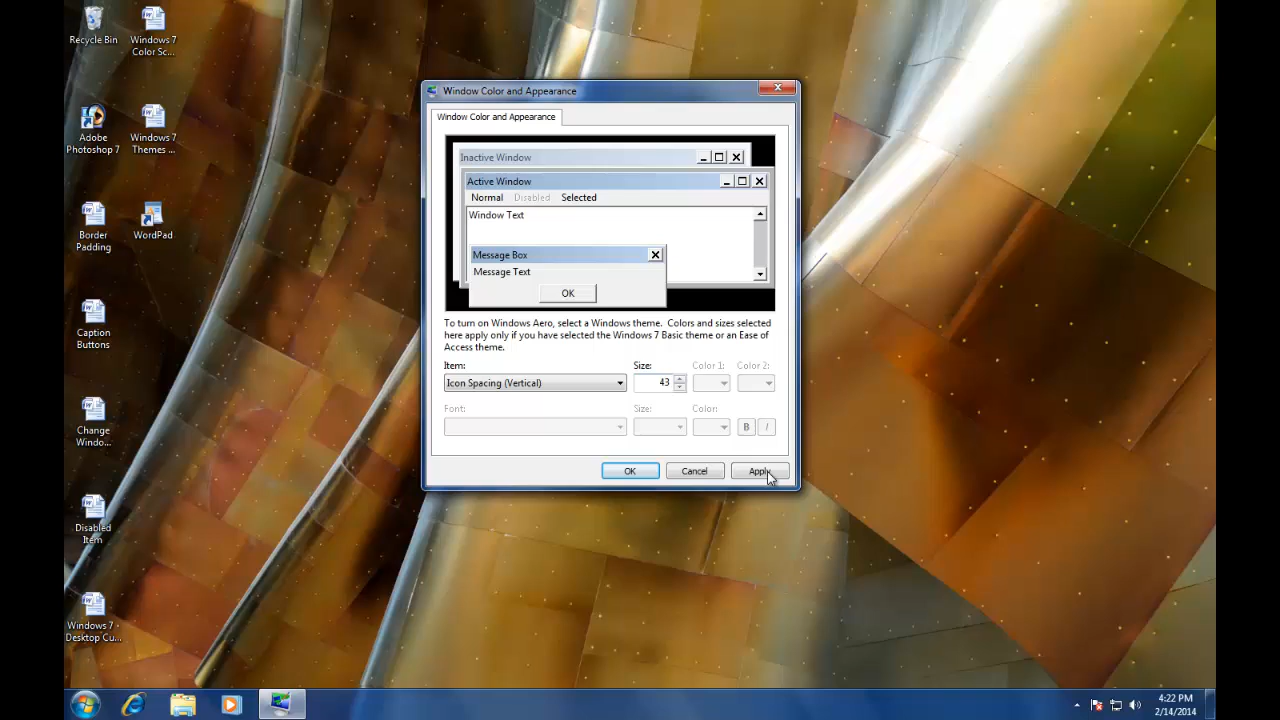 Recycle Bin
Windows 7
Color Sc...
Adobe
Photoshop 7
Windows 7
Themes ...
Border
Padding
WordPad
Caption
Buttons
Change
Windo...
Disabled
Item
Windows 7 -
Desktop Cu...
Window Color and Appearance
Window Color and Appearance
Inactive Window
Active Window
Normal Disabled Selected
Window Text
Message Box
Message Text
OK
To turn on Windows Aero, select a Windows theme. Colors and sizes selected
here apply only if you have selected the Windows 7 Basic theme or an Ease of
Access theme.
Item: Size: Color 1: Color 2:
Icon Spacing (Vertical) 43
Font: Size: Color:
B I
OK Cancel Apply
4:22 PM
2/14/2014